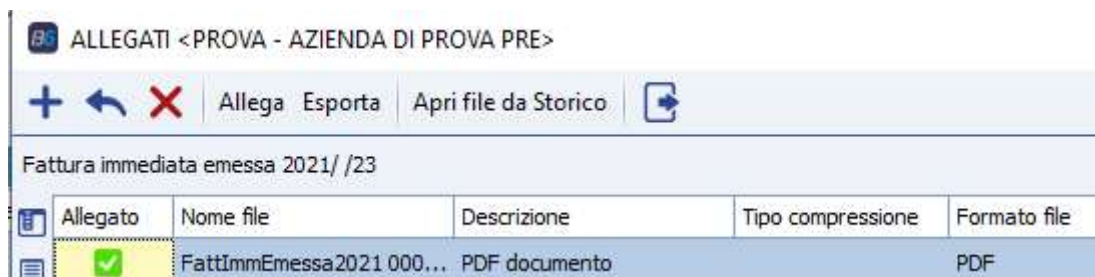 ALLEGATI <PROVA - AZIENDA DI PROVA PRE>
Allega Esporta Apri file da Storico
Fattura immediata emessa 2021/ /23
Allegato Nome file Descrizione Tipo compressione Formato file
FattImmEmessa2021 000... PDF documento PDF